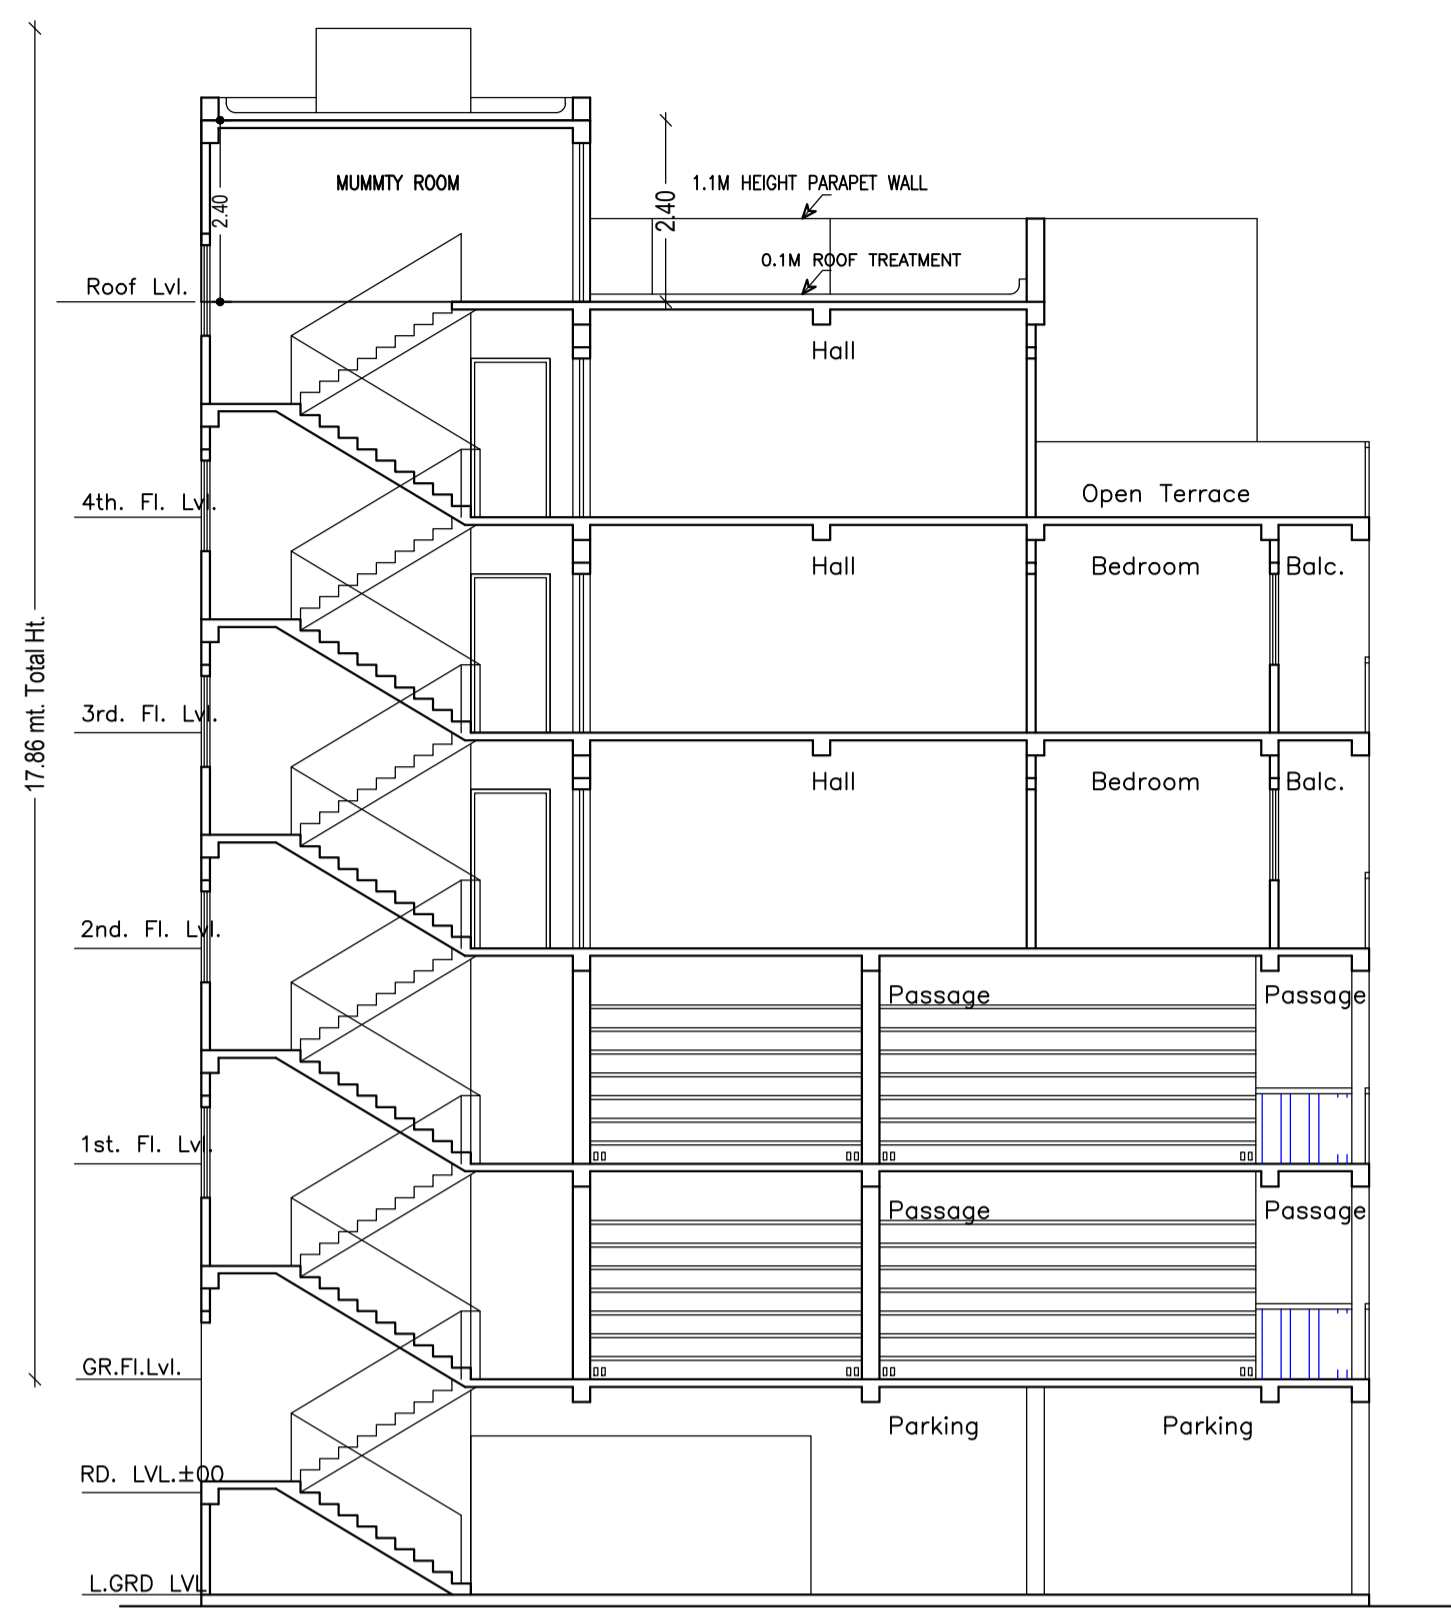 MUMMTY ROOM
2.40
2.40
1.1M HEIGHT PARAPET WALL
0.1M ROOF TREATMENT
Roof Lvl.
Hall
4th. Fl. Lvl.
Open Terrace
Hall
Bedroom
Balc.
17.86 mt. Total Ht.
3rd. Fl. Lvl.
Hall
Bedroom
Balc.
2nd. Fl. Lvl.
Passage
Passage
1st. Fl. Lvl.
Passage
Passage
GR.Fl.Lvl.
Parking
Parking
RD. LVL.±00
L.GRD LVL